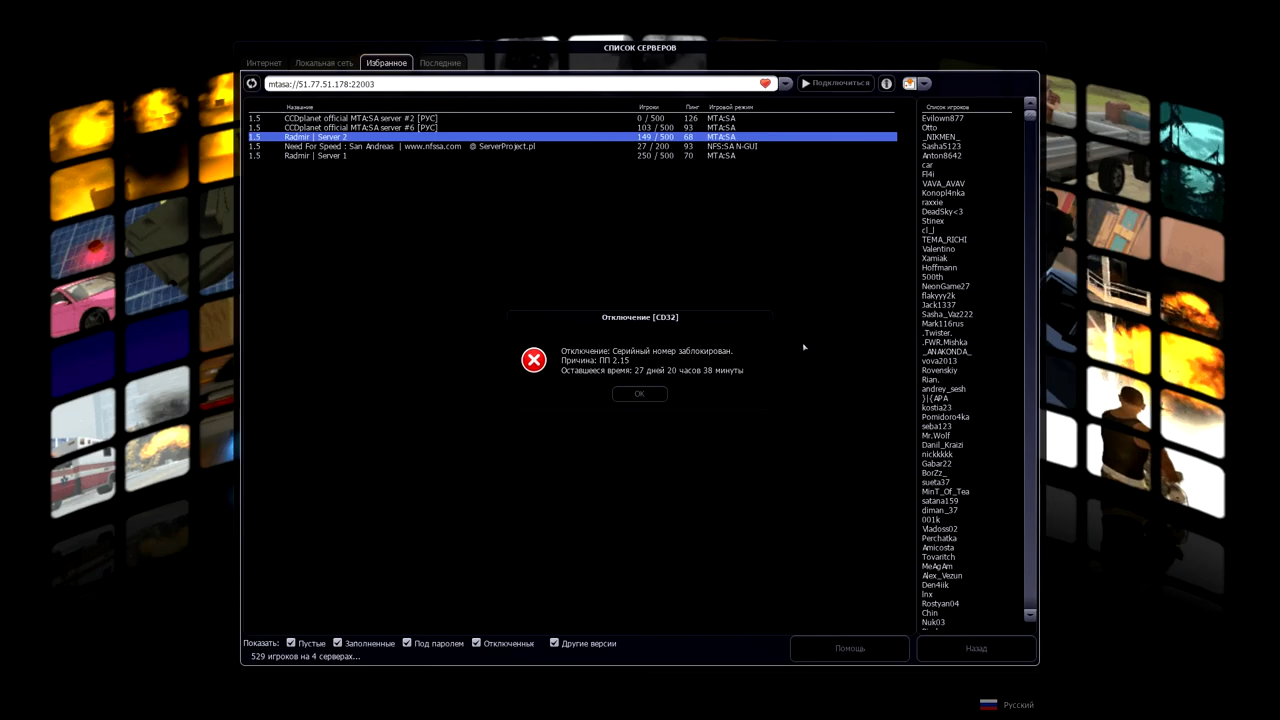 СПИСОК СЕРВЕРОВ
Интернет Локальная сеть Избранное Последние
mtasa://51.77.51.178:22003 Подключиться
Название Игроки Пинг Игровой режим
1.5 CCDplanet official MTA:SA server #2 [РУС] 0 / 500 126 MTA:SA
1.5 CCDplanet official MTA:SA server #6 [РУС] 103 / 500 93 MTA:SA
1.5 Radmir | Server 2 149 / 500 68 MTA:SA
1.5 Need For Speed : San Andreas | www.nfssa.com @ ServerProject.pl 27 / 200 93 NFS:SA N-GUI
1.5 Radmir | Server 1 250 / 500 70 MTA:SA
Отключение [CD32]
Отключение: Серийный номер заблокирован.
Причина: ПП 2.15
Оставшееся время: 27 дней 20 часов 38 минуты
OK
Список игроков
Evilown877
Otto
_NIKMEN_
Sasha5123
Anton8642
car
Fl4i
VAVA_AVAV
Konopl4nka
raxxie
DeadSky<3
Stinex
cl_l
TEMA_RICHI
Valentino
Xamiak
Hoffmann
500th
NeonGame27
flakyyy2k
Jack1337
Sasha_Vaz222
Mark116rus
.Twister.
.FWR.Mishka
_ANAKONDA_
vova2013
Rovenskiy
Rian.
andrey_sesh
}|{APA
kostia23
Pomidoro4ka
seba123
Mr.Wolf
Danil_Kraizi
nickkkkk
Gabar22
BorZz_
sueta37
MinT_Of_Tea
satana159
diman_37
001k
Vladoss02
Perchatka
Amicosta
Tovaritch
MeAgAm
Alex_Vezun
Den4iik
lnx
Rostyan04
Chin
Nuk03
Показать: Пустые Заполненные Под паролем Отключенные Другие версии
529 игроков на 4 серверах...
Помощь Назад
Русский